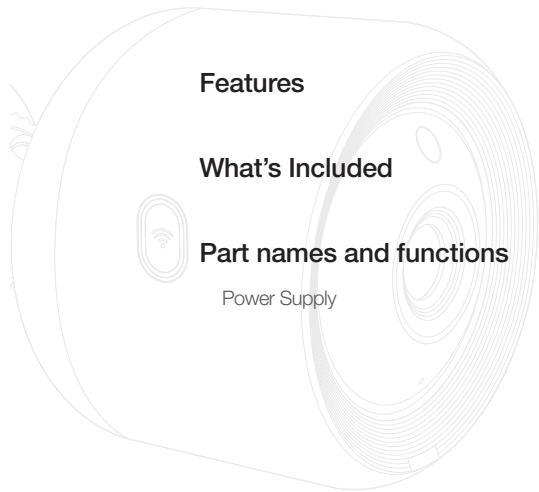 Features
What's Included
Part names and functions
Power Supply